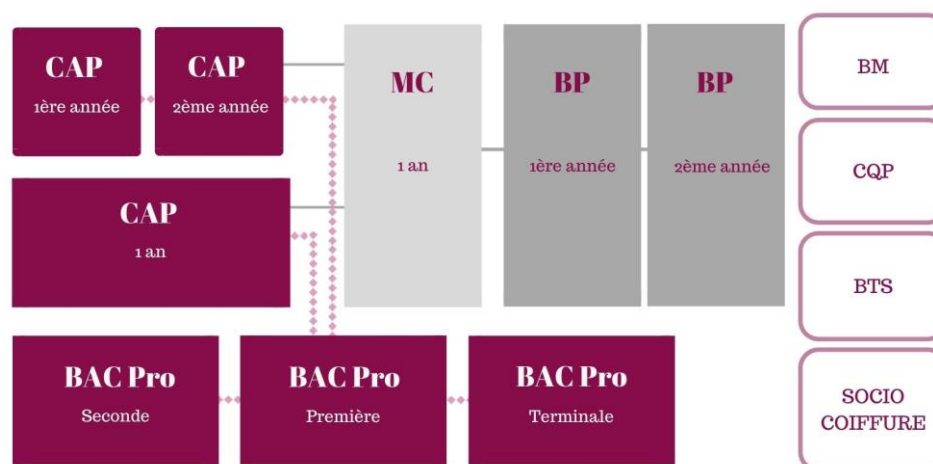 CAP
1ère année
CAP
2ème année
MC
1 an
BP
1ère année
BP
2ème année
CAP
1 an
BAC Pro
Seconde
BAC Pro
Première
BAC Pro
Terminale
BM
CQP
BTS
SOCIO
COIFFURE